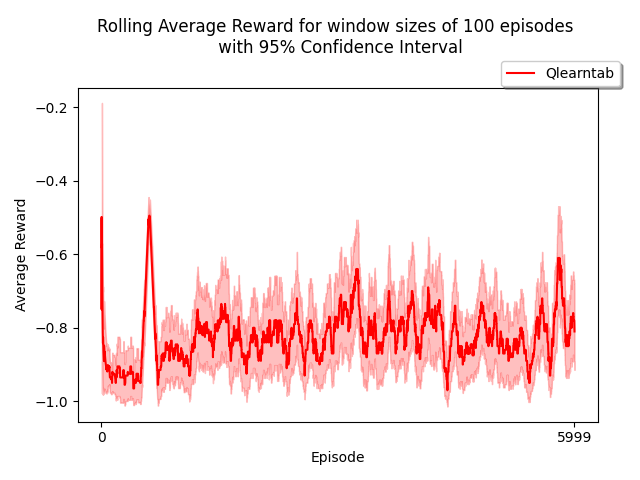 Rolling Average Reward for window sizes of 100 episodes
with 95% Confidence Interval
Qlearntab
−0.2
−0.4
−0.6
−0.8
−1.0
Average Reward
0
5999
Episode